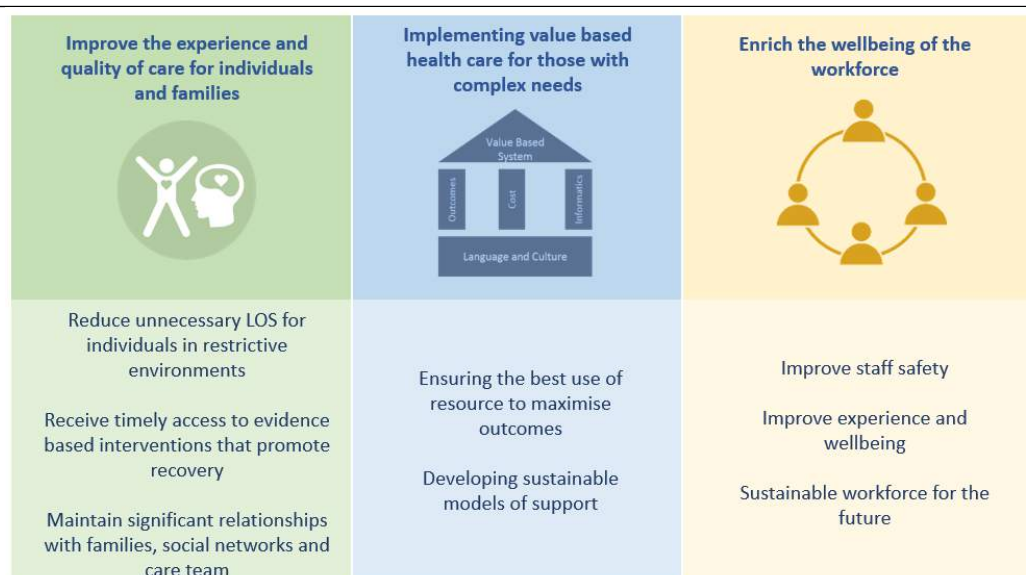 Improve the experience and
quality of care for individuals
and families
Implementing value based
health care for those with
complex needs
Value Based
System
Outcomes
Cost
Informatics
Language and Culture
Enrich the wellbeing of the
workforce
Reduce unnecessary LOS for
individuals in restrictive
environments
Receive timely access to evidence
based interventions that promote
recovery
Maintain significant relationships
with families, social networks and
care team
Ensuring the best use of
resource to maximise
outcomes
Developing sustainable
models of support
Improve staff safety
Improve experience and
wellbeing
Sustainable workforce for the
future